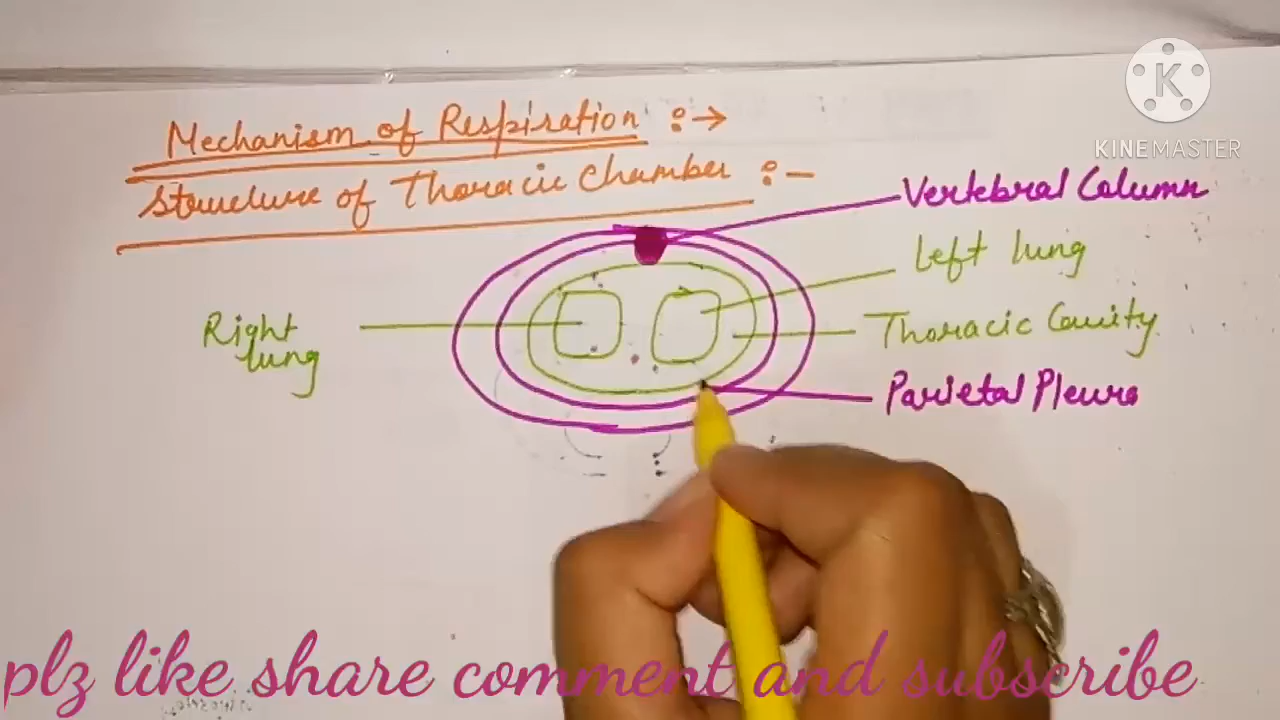 Mechanism of Respiration :→
Structure of Thoracic Chamber :-
Vertebral Column
Left lung
Right lung
Thoracic Cavity
Parietal Pleura
K
KINEMASTER
plz like share comment and subscribe